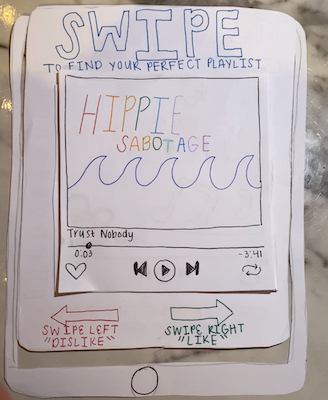 SWIPE
TO FIND YOUR PERFECT PLAYLIST
HIPPIE
SABOTAGE
Trust Nobody
0:03 -3:41
SWIPE LEFT SWIPE RIGHT
"DISLIKE" "LIKE"